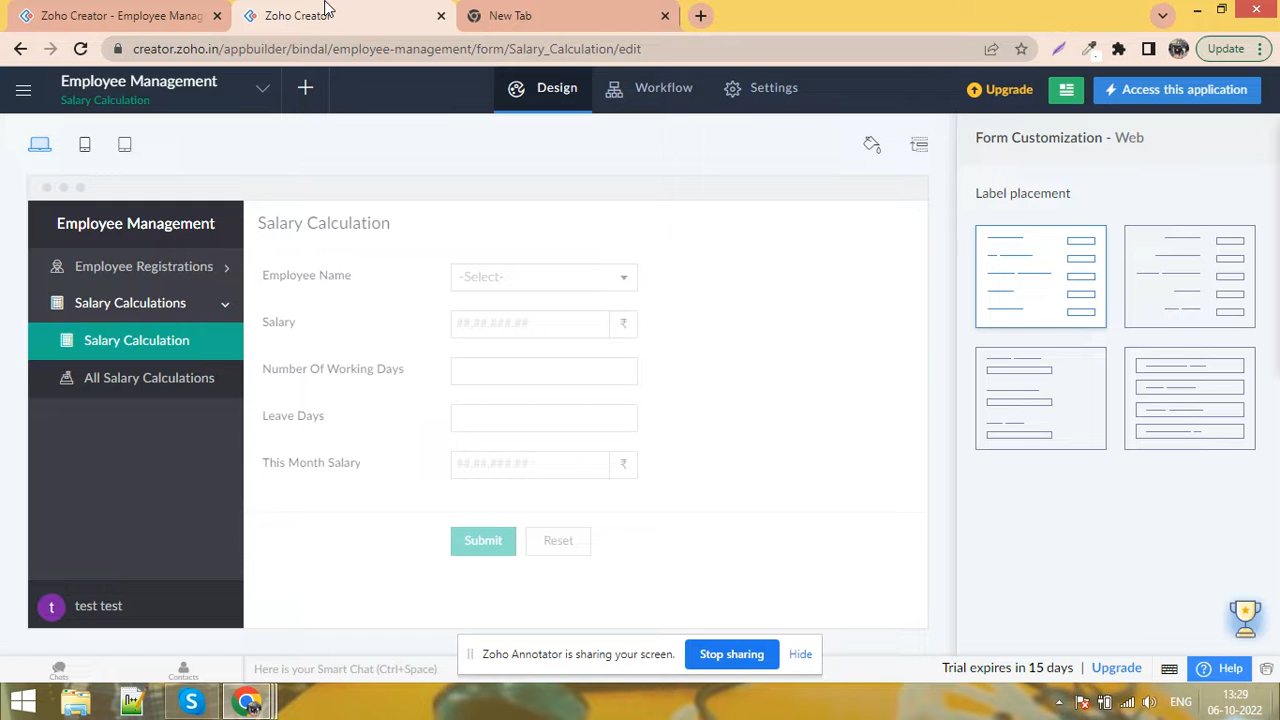 Zoho Creator - Employee Manag
Zoho Creator
New Tab
creator.zoho.in/appbuilder/bindal/employee-management/form/Salary_Calculation/edit
Update
Employee Management
Salary Calculation
Design
Workflow
Settings
Upgrade
Access this application
Form Customization - Web
Label placement
Employee Management
Employee Registrations
Salary Calculations
Salary Calculation
All Salary Calculations
test test
Salary Calculation
Employee Name
-Select-
Salary
##,##,###.## ₹
Number Of Working Days
Leave Days
This Month Salary
##,##,###.## ₹
Submit Reset
Zoho Annotator is sharing your screen. Stop sharing Hide
Chats
Contacts
Here is your Smart Chat (Ctrl+Space)
Trial expires in 15 days Upgrade
Help
ENG
13:29
06-10-2022